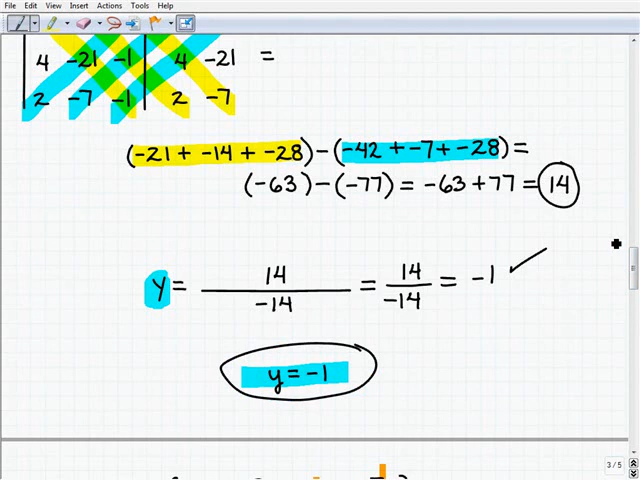 File Edit View Insert Actions Tools Help
4 -21 -1 4 -21 =
2 -7 -1 2 -7
(-21 + -14 + -28) - (-42 + -7 + -28) =
(-63) - (-77) = -63 + 77 = 14
y = 14 / -14 = 14 / -14 = -1 ✓
y = -1
3 / 5